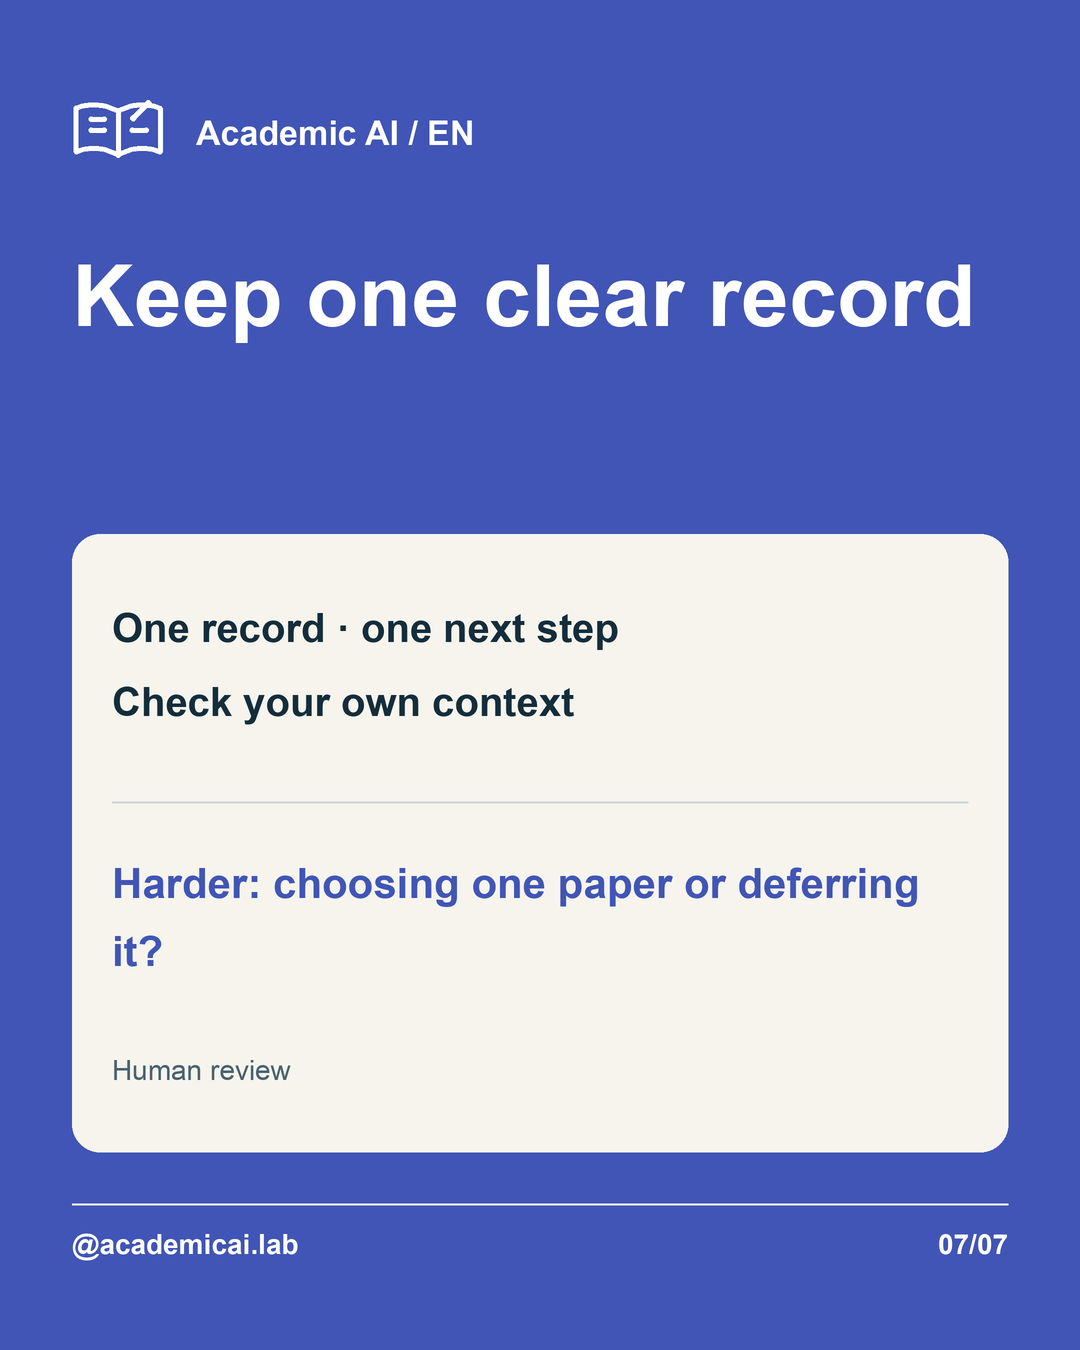 Academic AI / EN
Keep one clear record
One record · one next step
Check your own context
Harder: choosing one paper or deferring
it?
Human review
@academicai.lab
07/07